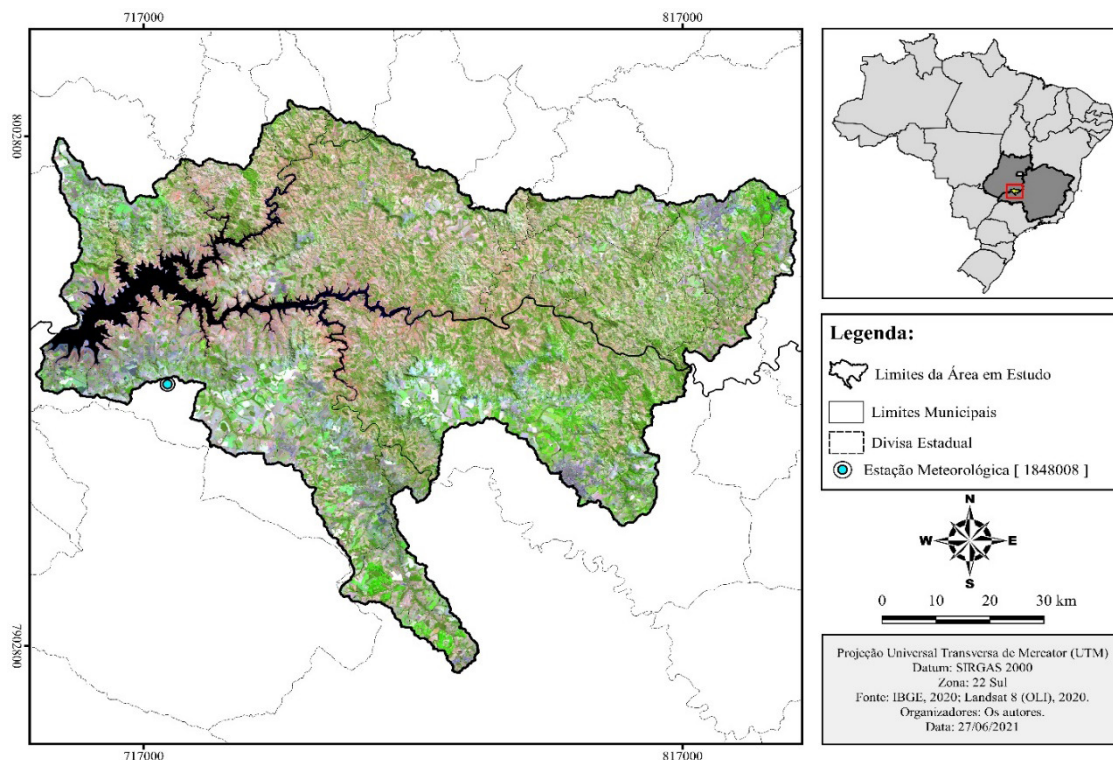 717000
817000
8002800
7902800
717000
817000
Legenda:
Limites da Área em Estudo
Limites Municipais
Divisa Estadual
Estação Meteorológica [ 1848008 ]
N
W
E
S
0 10 20 30 km
Projeção Universal Transversa de Mercator (UTM)
Datum: SIRGAS 2000
Zona: 22 Sul
Fonte: IBGE, 2020; Landsat 8 (OLI), 2020.
Organizadores: Os autores.
Data: 27/06/2021